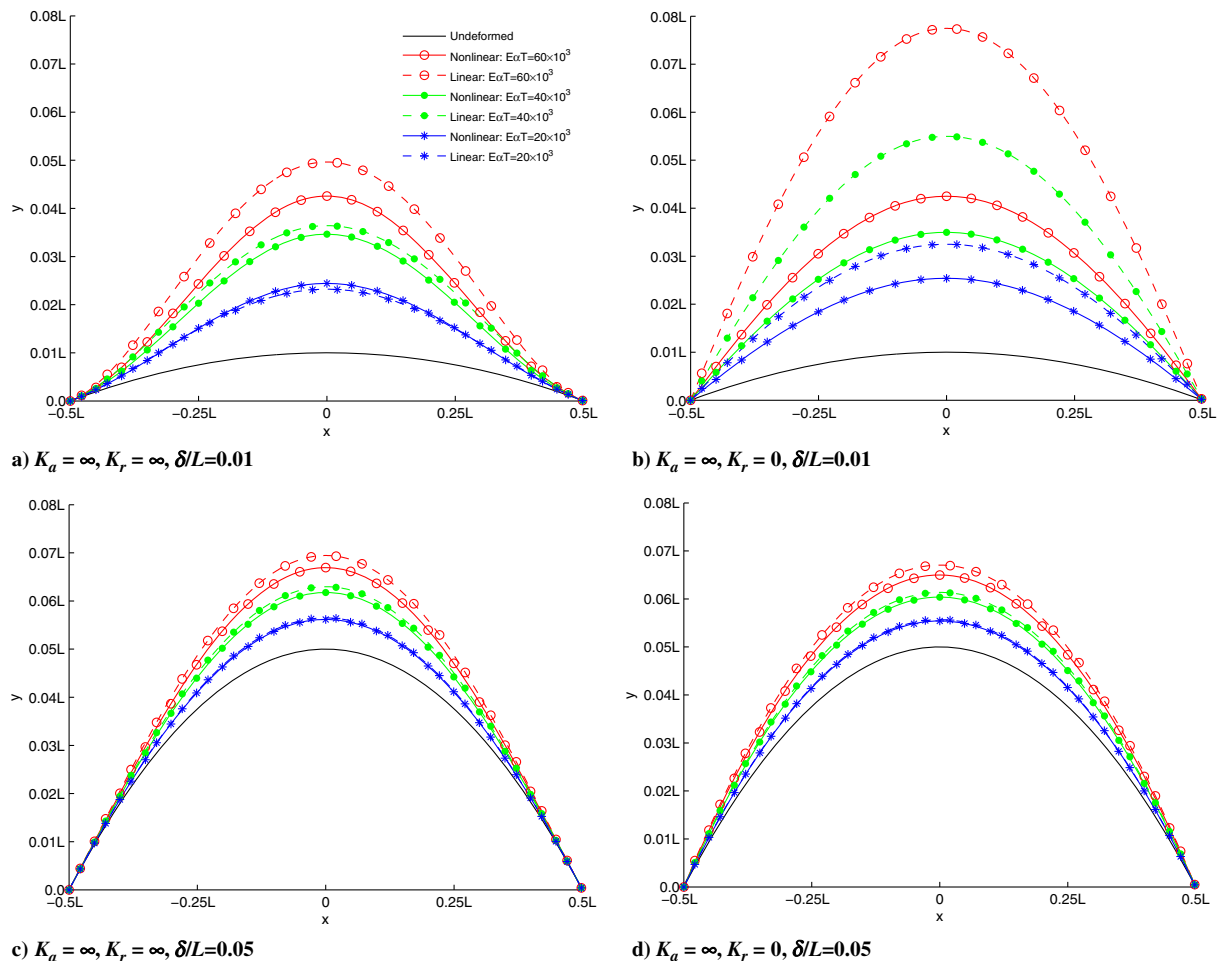 0.08L
0.07L
0.06L
0.05L
0.04L
0.03L
0.02L
0.01L
0.0
y
−0.5L
−0.25L
0
0.25L
0.5L
x
Undeformed
Nonlinear: EαT=60×10³
Linear: EαT=60×10³
Nonlinear: EαT=40×10³
Linear: EαT=40×10³
Nonlinear: EαT=20×10³
Linear: EαT=20×10³
a) Kₐ = ∞, Kᵣ = ∞, δ/L=0.01
0.08L
0.07L
0.06L
0.05L
0.04L
0.03L
0.02L
0.01L
0.0
y
−0.5L
−0.25L
0
0.25L
0.5L
x
b) Kₐ = ∞, Kᵣ = 0, δ/L=0.01
0.08L
0.07L
0.06L
0.05L
0.04L
0.03L
0.02L
0.01L
0.0
y
−0.5L
−0.25L
0
0.25L
0.5L
x
c) Kₐ = ∞, Kᵣ = ∞, δ/L=0.05
0.08L
0.07L
0.06L
0.05L
0.04L
0.03L
0.02L
0.01L
0.0
y
−0.5L
−0.25L
0
0.25L
0.5L
x
d) Kₐ = ∞, Kᵣ = 0, δ/L=0.05